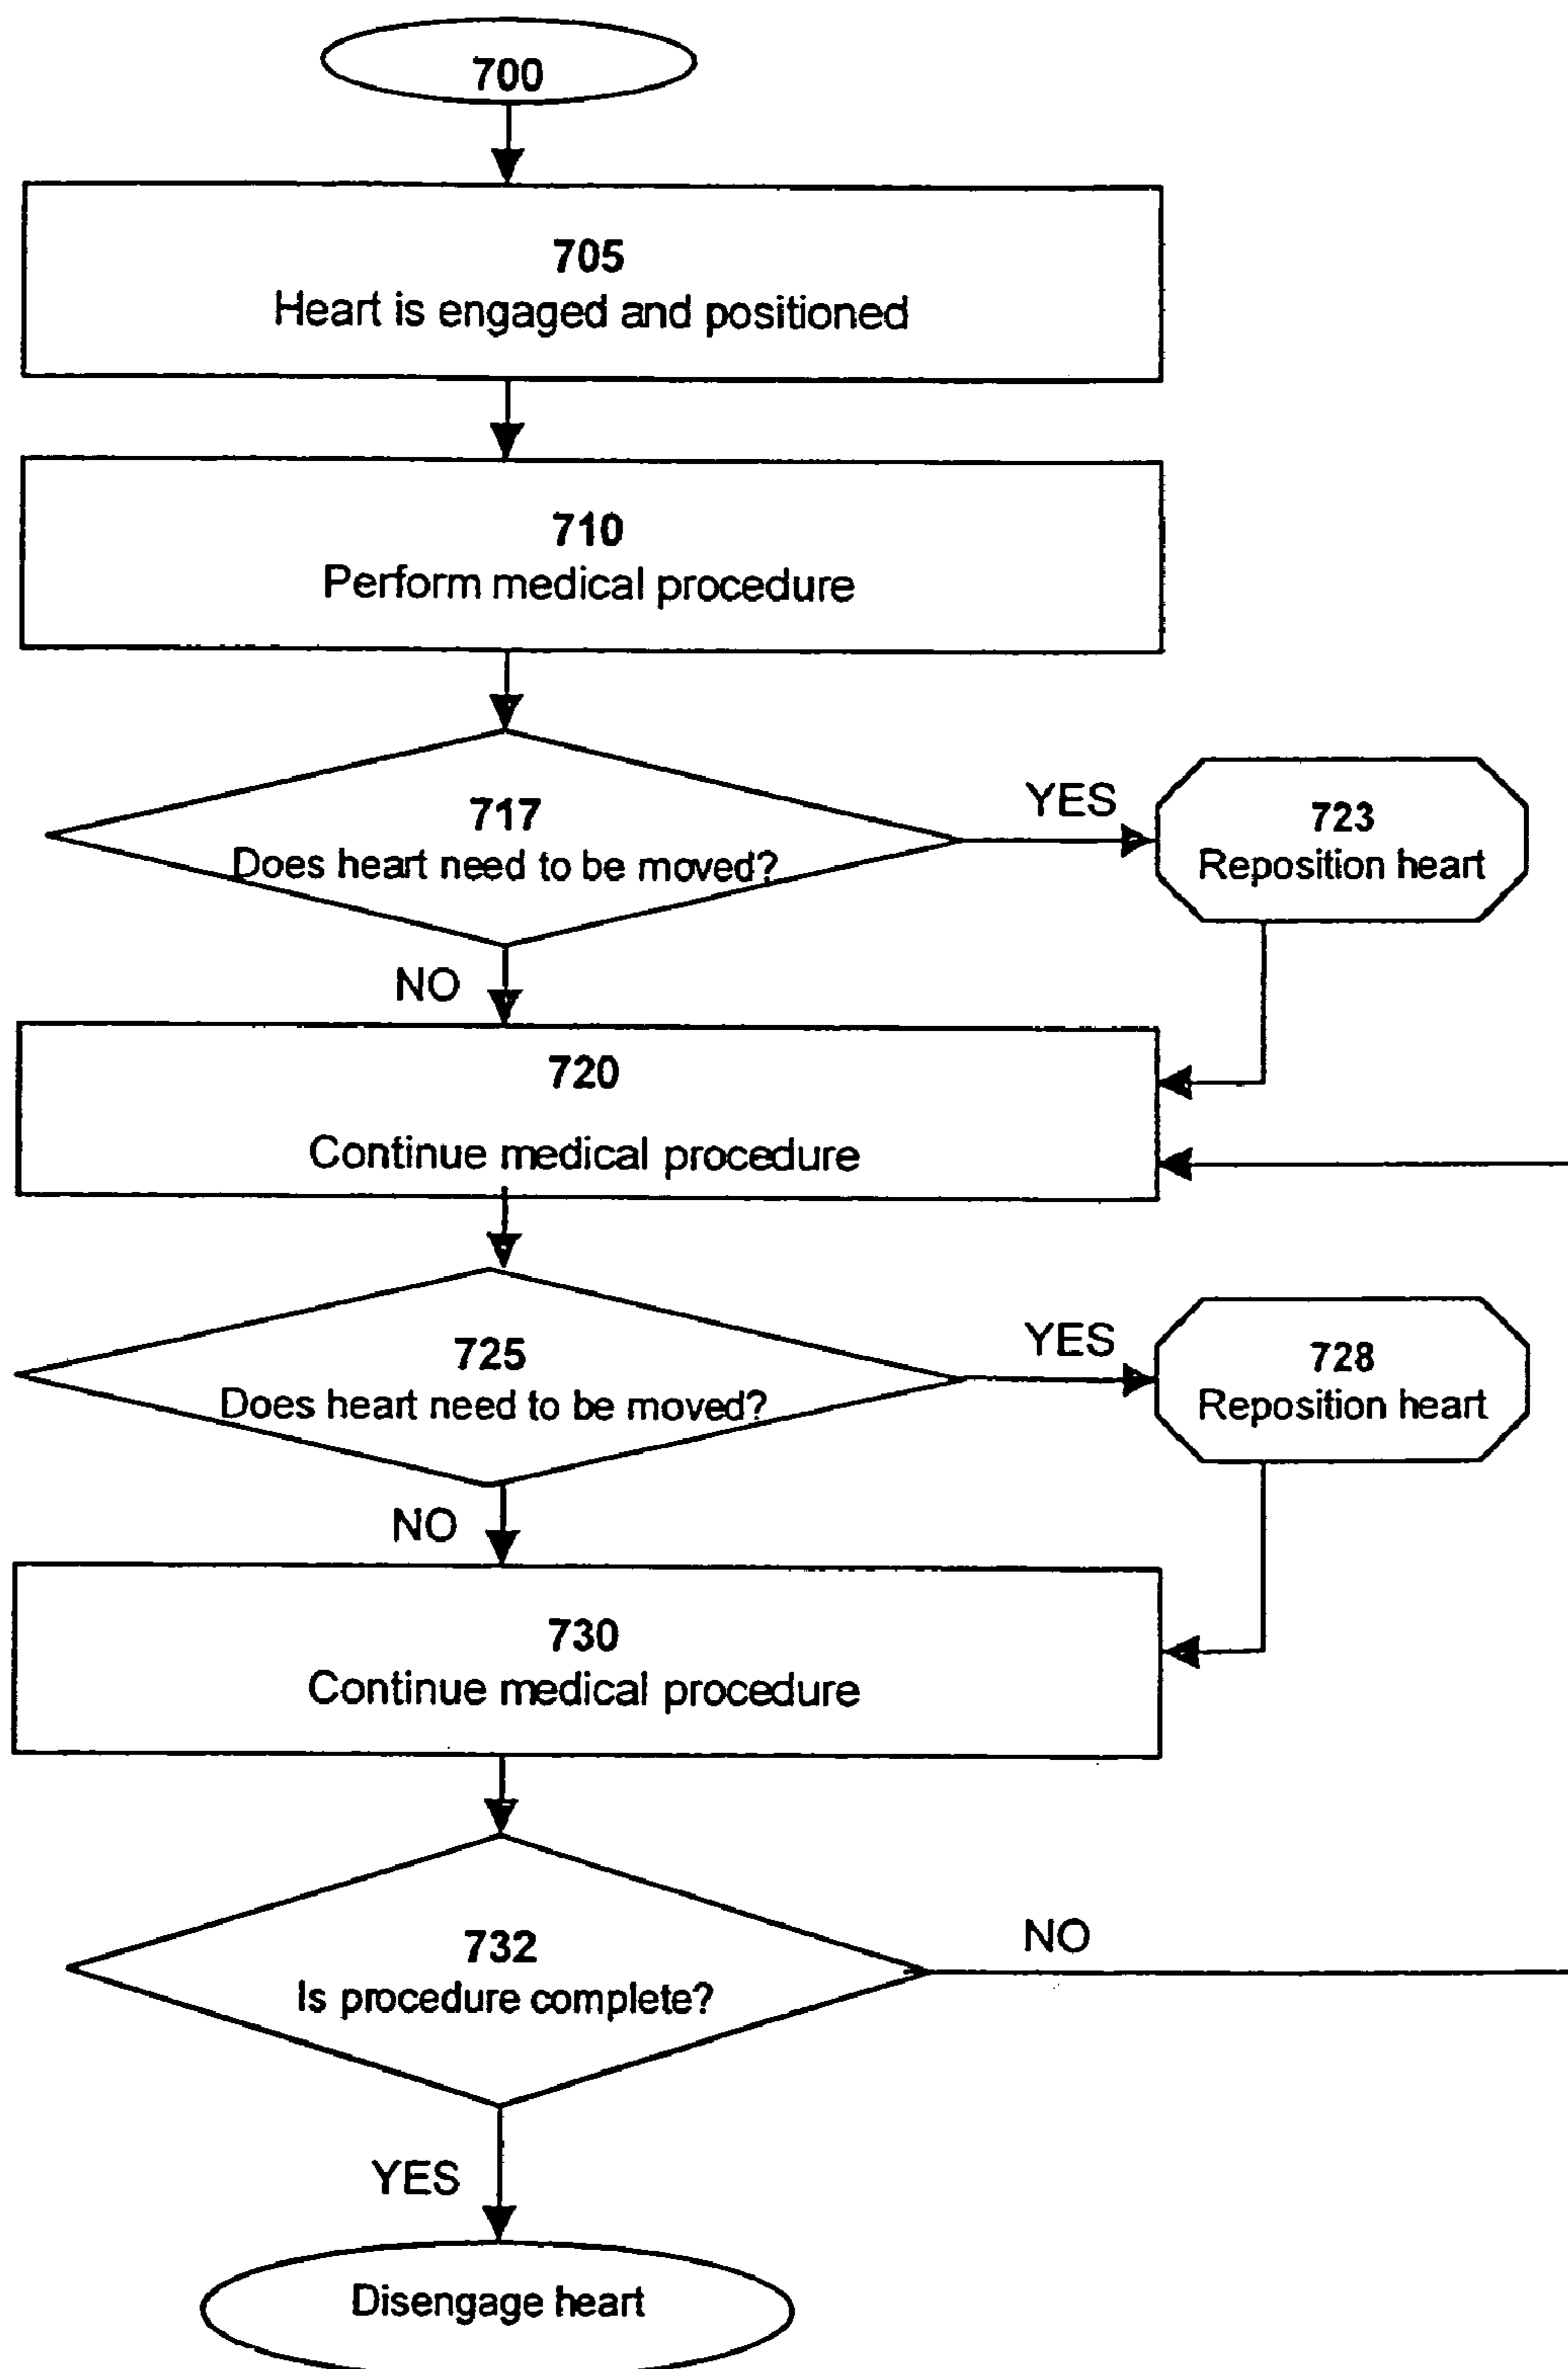 700
705
Heart is engaged and positioned
710
Perform medical procedure
717
Does heart need to be moved?
YES
723
Reposition heart
NO
720
Continue medical procedure
725
Does heart need to be moved?
YES
728
Reposition heart
NO
730
Continue medical procedure
732
Is procedure complete?
NO
YES
Disengage heart